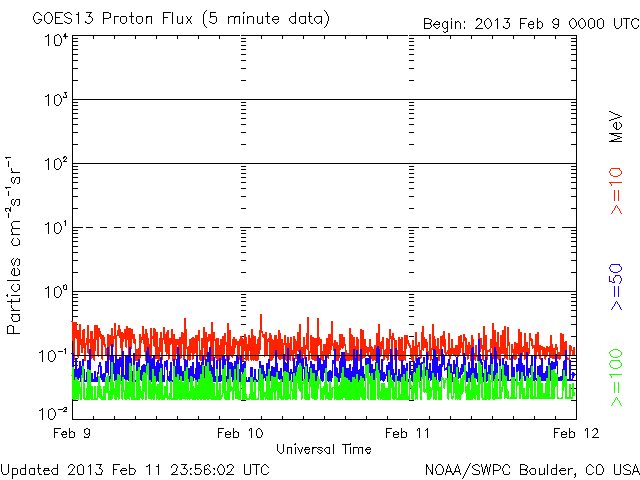 GOES13 Proton Flux (5 minute data)
Begin: 2013 Feb 9 0000 UTC
Particles cm⁻²s⁻¹sr⁻¹
10⁴
10³
10²
10¹
10⁰
10⁻¹
10⁻²
MeV
>=10
>=50
>=100
Feb 9
Feb 10
Feb 11
Feb 12
Universal Time
Updated 2013 Feb 11 23:56:02 UTC
NOAA/SWPC Boulder, CO USA